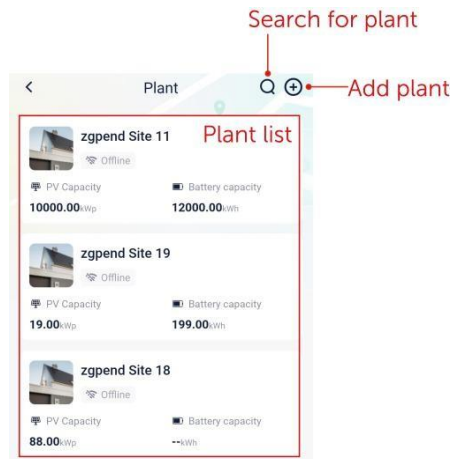 Search for plant
Plant
Add plant
Plant list
zgpend Site 11
Offline
PV Capacity Battery capacity
10000.00kWp 12000.00kWh
zgpend Site 19
Offline
PV Capacity Battery capacity
19.00kWp 199.00kWh
zgpend Site 18
Offline
PV Capacity Battery capacity
88.00kWp --kWh